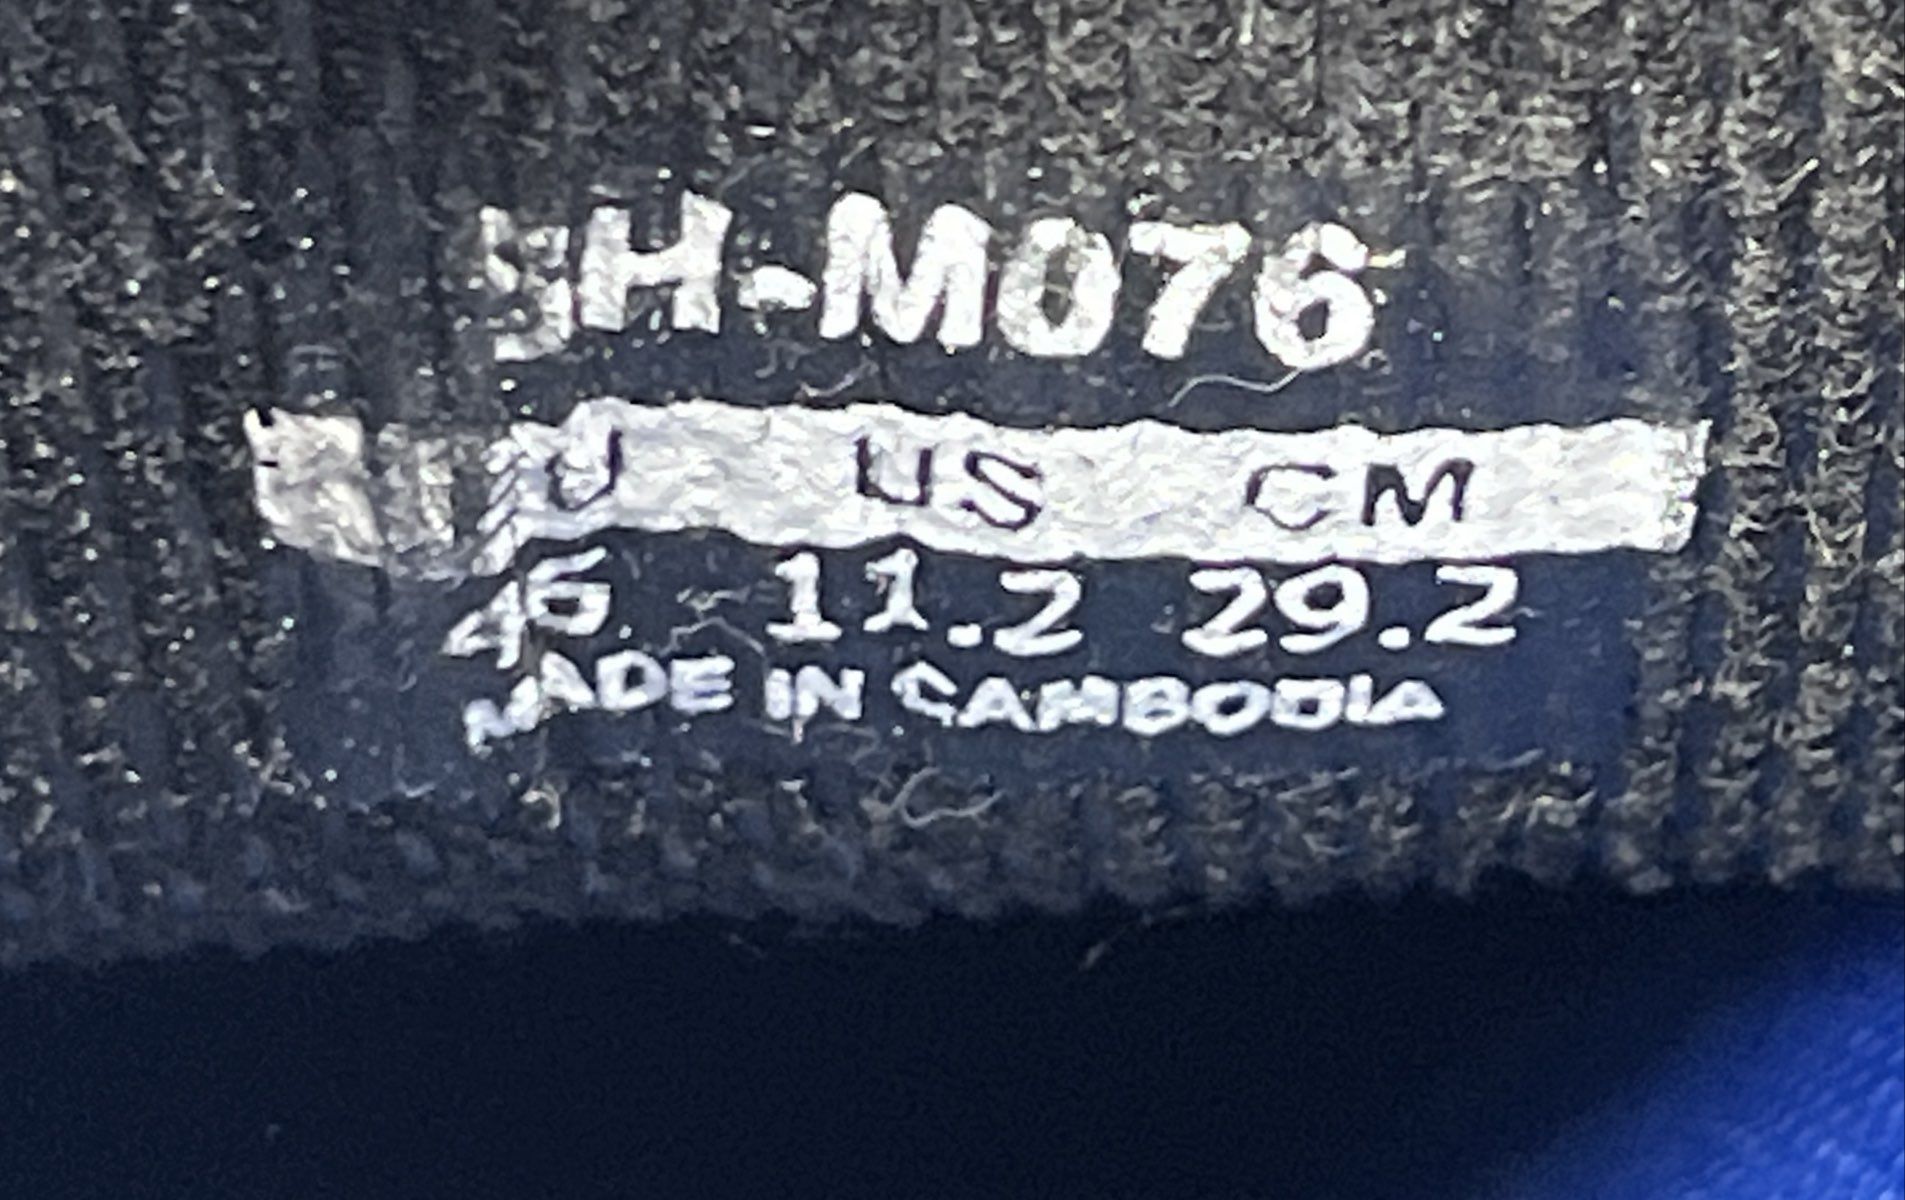 SH-M076
EU US CM
46 11.2 29.2
MADE IN CAMBODIA